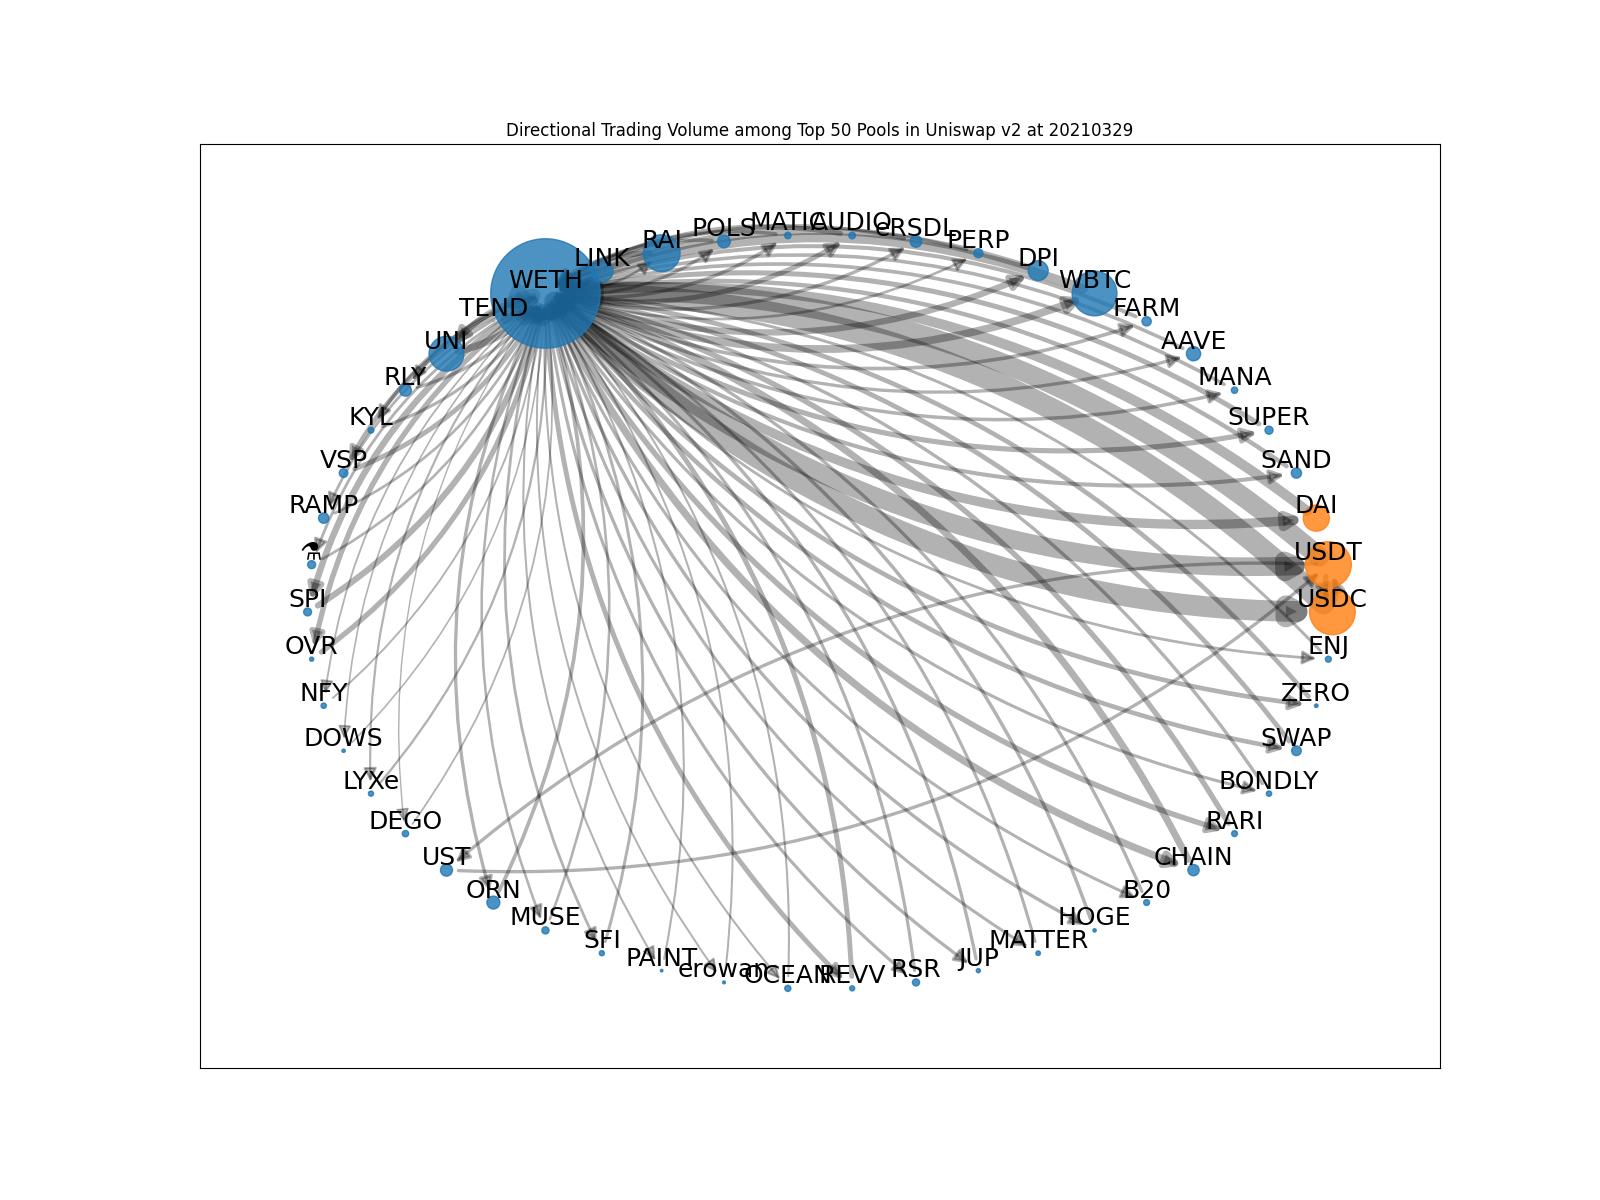 Directional Trading Volume among Top 50 Pools in Uniswap v2 at 20210329
MATIC
AUDIO
POLS
cRSDL
RAI
PERP
LINK
DPI
WETH
WBTC
TEND
FARM
UNI
AAVE
RLY
MANA
KYL
SUPER
VSP
SAND
RAMP
DAI
⚗
USDT
SPI
USDC
OVR
ENJ
NFY
ZERO
DOWS
SWAP
LYXe
BONDLY
DEGO
RARI
UST
CHAIN
ORN
B20
MUSE
HOGE
SFI
MATTER
PAINT
JUP
erowan
RSR
OCEAN
REVV